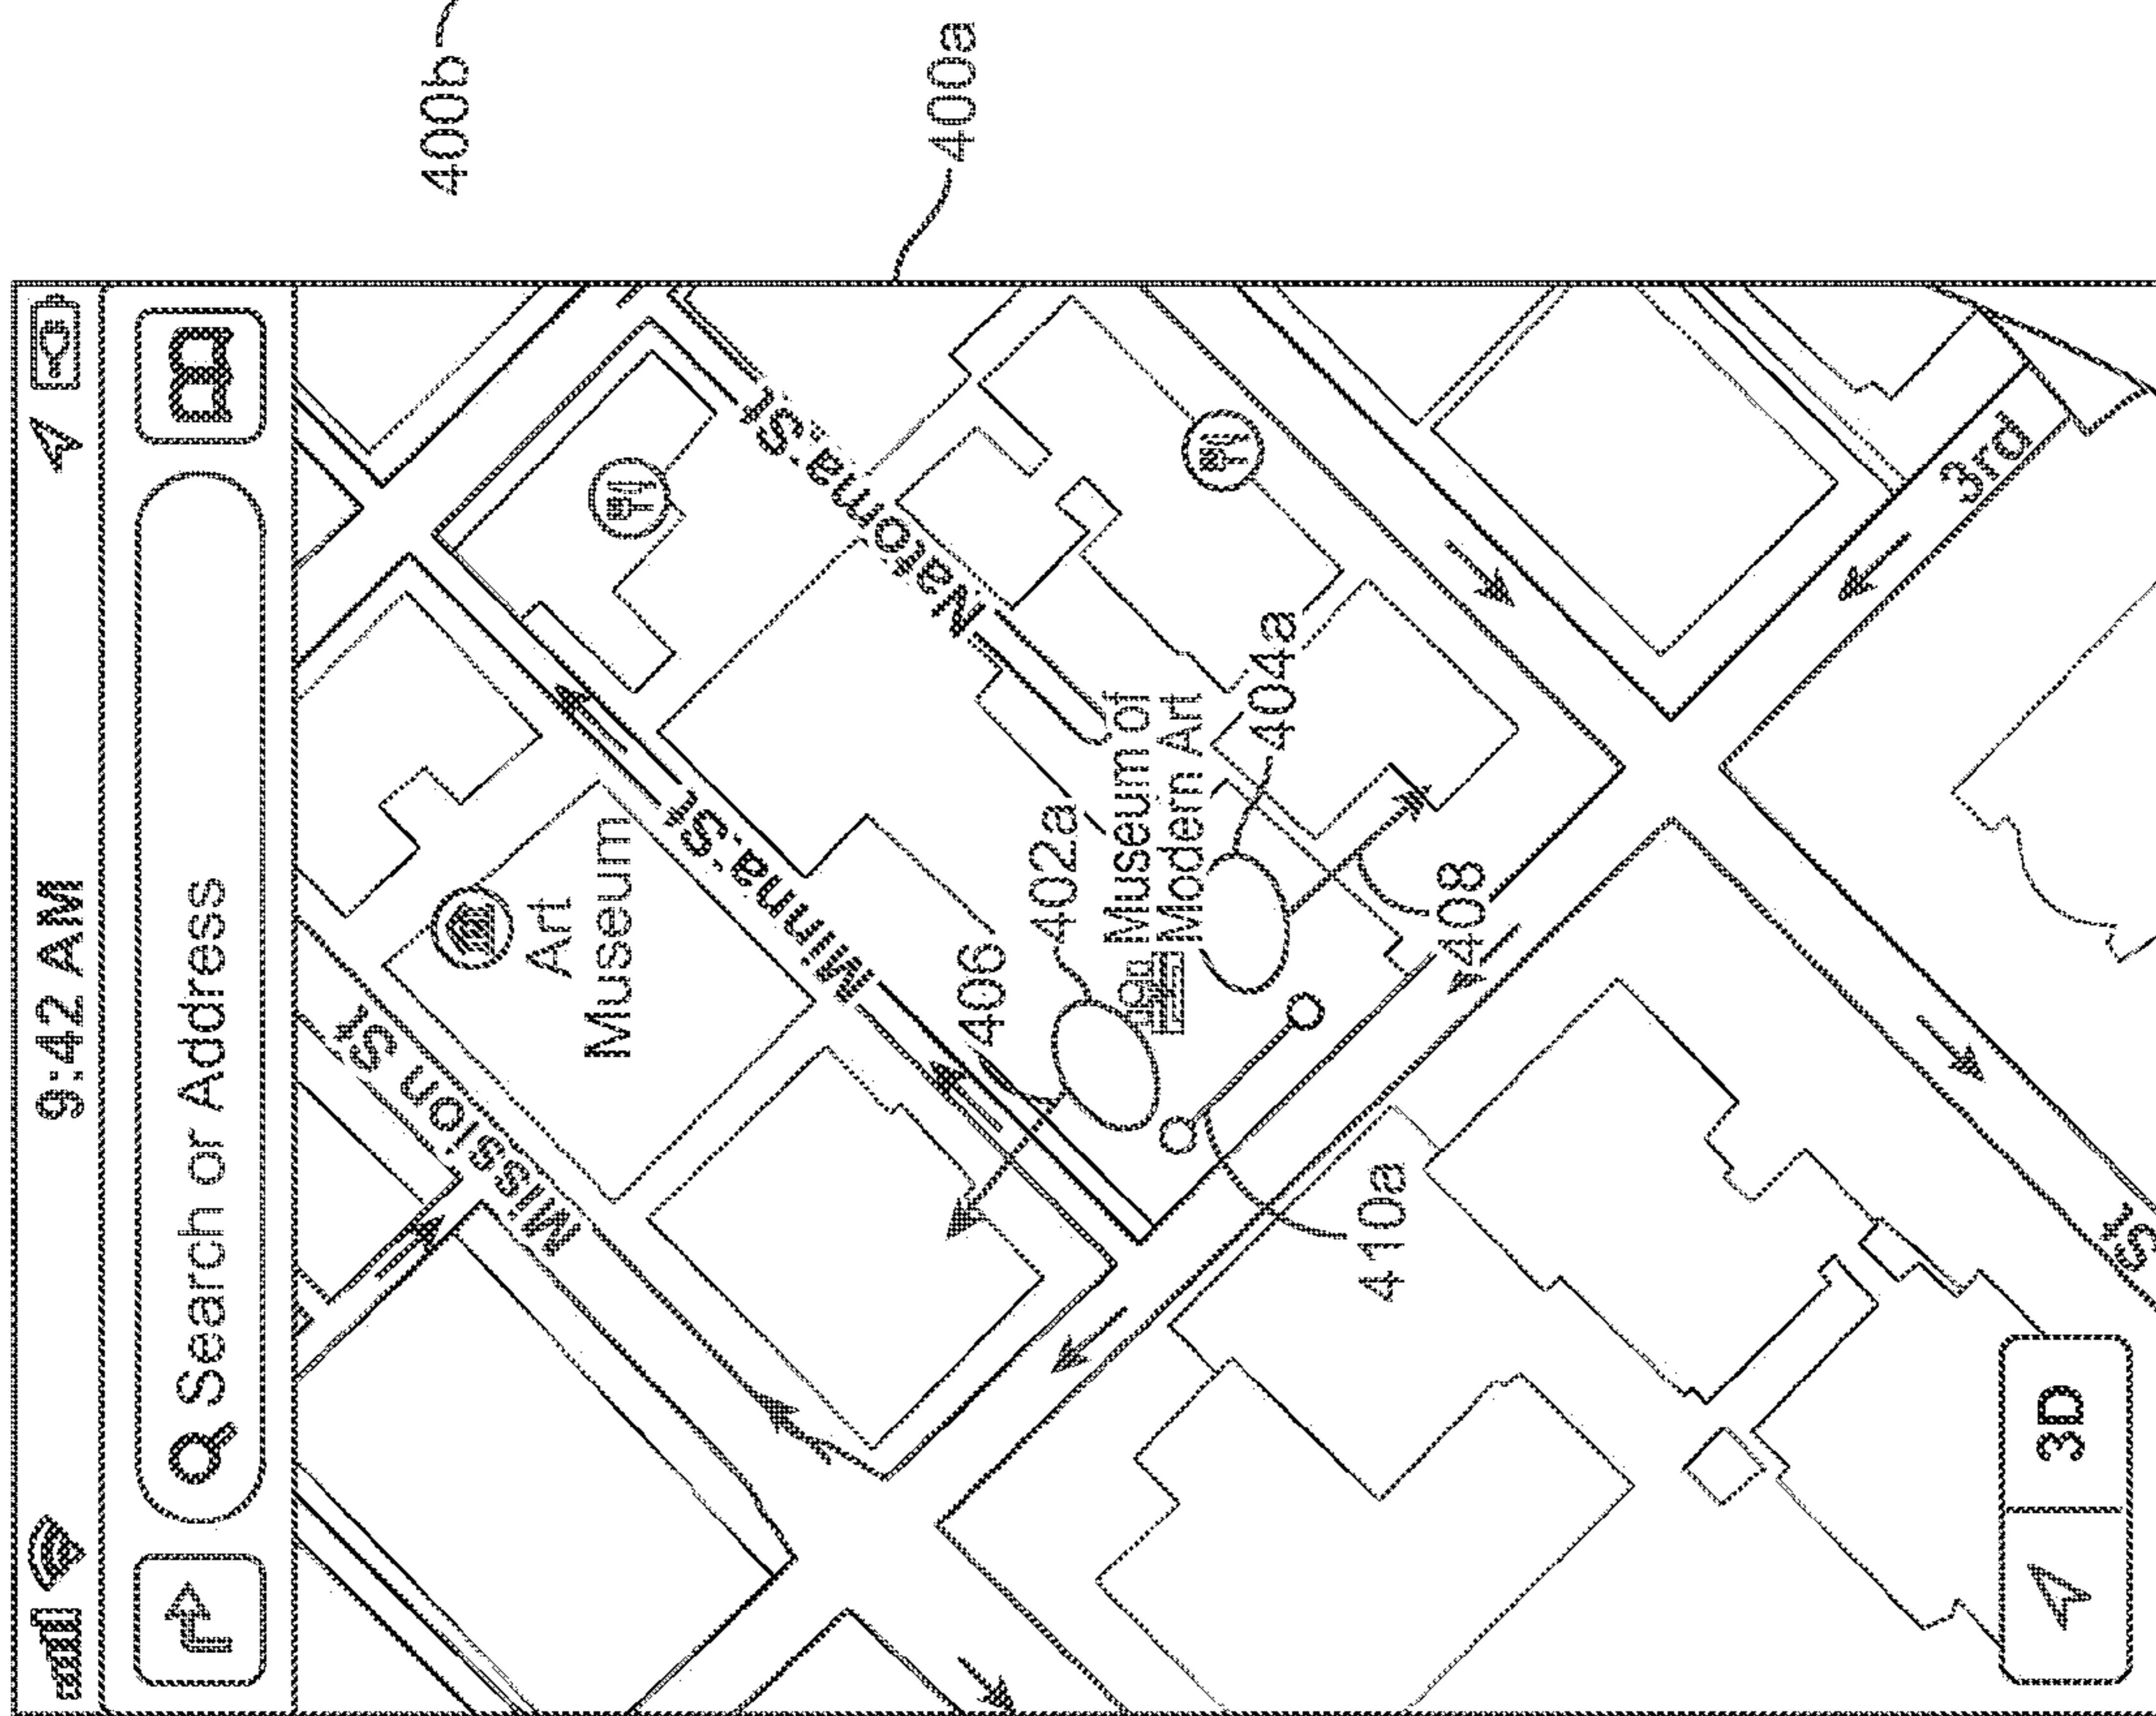 400b
400a
9:42 AM
Search or Address
Mission St
Art
Museum
Minna St
Natoma St
406
402a
Museum of
Modern Art
404a
408
410a
3rd
St
3D